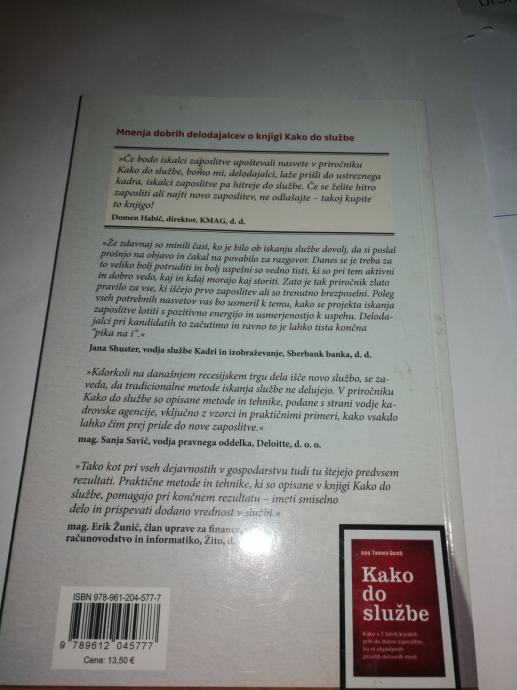 Mnenja dobrih delodajalcev o knjigi Kako do službe
»Če bodo iskalci zaposlitve upoštevali nasvete v priročniku
Kako do službe, bomo mi, delodajalci, laže prišli do ustreznega
kadra, iskalci zaposlitve pa hitreje do službe. Če se želite hitro
zaposliti ali najti novo zaposlitev, ne odlašajte – takoj kupite
to knjigo!
Domen Habič, direktor, KMAG, d. d.
»Že zdavnaj so minili časi, ko je bilo ob iskanju službe dovolj, da si poslal
prošnjo na objavo in čakal na povabilo za razgovor. Danes se je treba za
to veliko bolj potruditi in bolj uspešni so vedno tisti, ki so pri tem aktivni
in dobro vedo, kaj in kdaj morajo kaj storiti. Zato je tak priročnik zlato
pravilo za vse, ki iščejo prvo zaposlitev ali so trenutno brezposelni. Poleg
vseh potrebnih nasvetov vas bo usmeril k temu, kako se projekta iskanja
zaposlitve lotiti s pozitivno energijo in usmerjenostjo k uspehu. Deloda-
jalci pri kandidatih to začutimo in ravno to je lahko tista končna
"pika na i".«
Jana Shuster, vodja službe Kadri in izobraževanje, Sberbank banka, d. d.
»Kdorkoli na današnjem recesijskem trgu dela išče novo službo, se za-
veda, da tradicionalne metode iskanja službe ne delujejo. V priročniku
Kako do službe so opisane metode in tehnike, podane s strani vodje ka-
drovske agencije, vključno z vzorci in praktičnimi primeri, kako vsakdo
lahko čim prej pride do nove zaposlitve.«
mag. Sanja Savič, vodja pravnega oddelka, Deloitte, d. o. o.
»Tako kot pri vseh dejavnostih v gospodarstvu tudi tu štejejo predvsem
rezultati. Praktične metode in tehnike, ki so opisane v knjigi Kako do
službe, pomagajo pri končnem rezultatu – imeti smiselno
delo in prispevati dodano vrednost v službi.«
mag. Erik Žunič, član uprave za finance,
računovodstvo in informatiko, Žito, d.
ISBN 978-961-204-577-7
9 789612 045777
Cena: 13,50 €
mag. Tamara
Kako
do
službe
Kako v 7 hitrih korakih
priti do dobre zaposlitve,